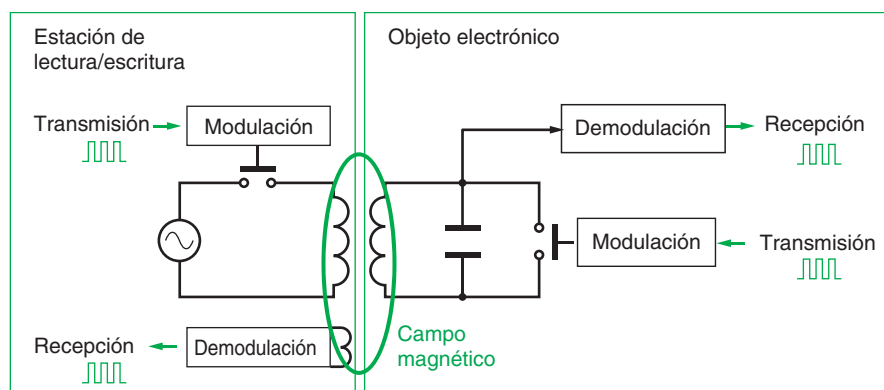 Estación de
lectura/escritura
Transmisión
Modulación
Recepción
Demodulación
Objeto electrónico
Demodulación
Recepción
Modulación
Transmisión
Campo
magnético